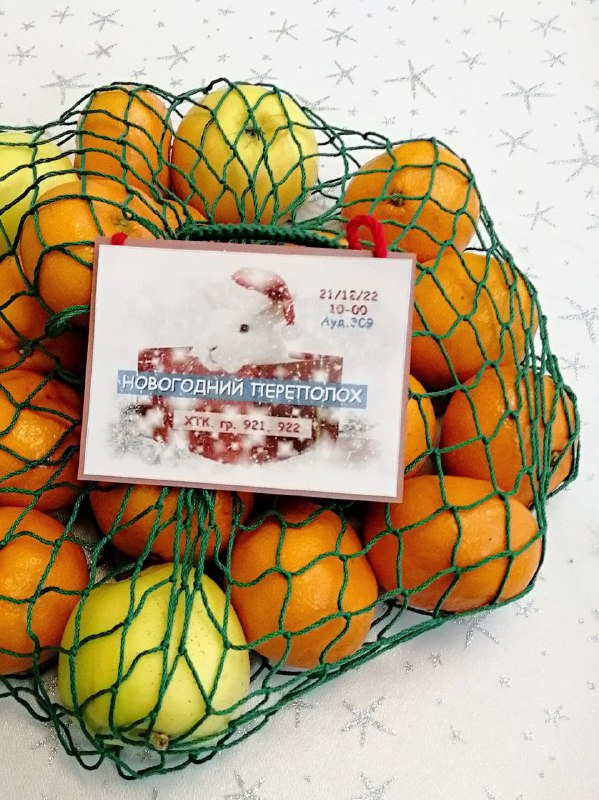 21/12/22
10-00
Ауд.309
НОВОГОДНИЙ ПЕРЕПОЛОХ
ХТК. гр. 921, 922